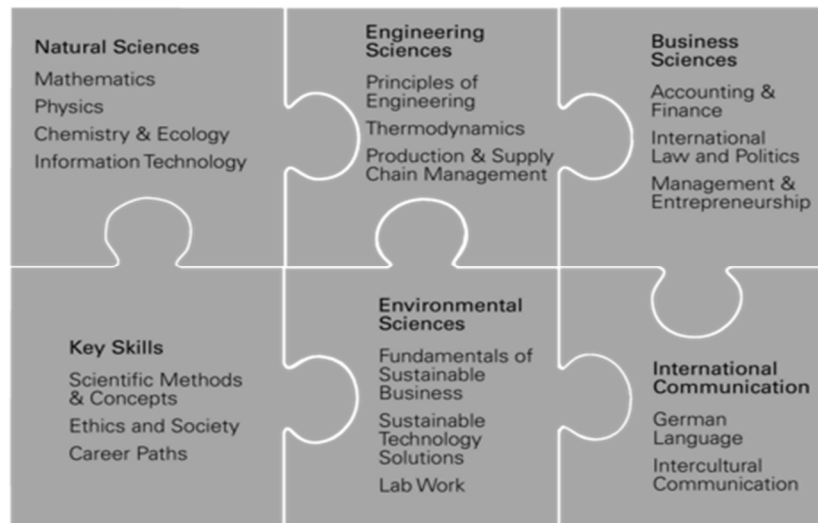 Natural Sciences
Mathematics
Physics
Chemistry & Ecology
Information Technology
Engineering
Sciences
Principles of
Engineering
Thermodynamics
Production & Supply
Chain Management
Business
Sciences
Accounting &
Finance
International
Law and Politics
Management &
Entrepreneurship
Key Skills
Scientific Methods
& Concepts
Ethics and Society
Career Paths
Environmental
Sciences
Fundamentals of
Sustainable
Business
Sustainable
Technology
Solutions
Lab Work
International
Communication
German
Language
Intercultural
Communication